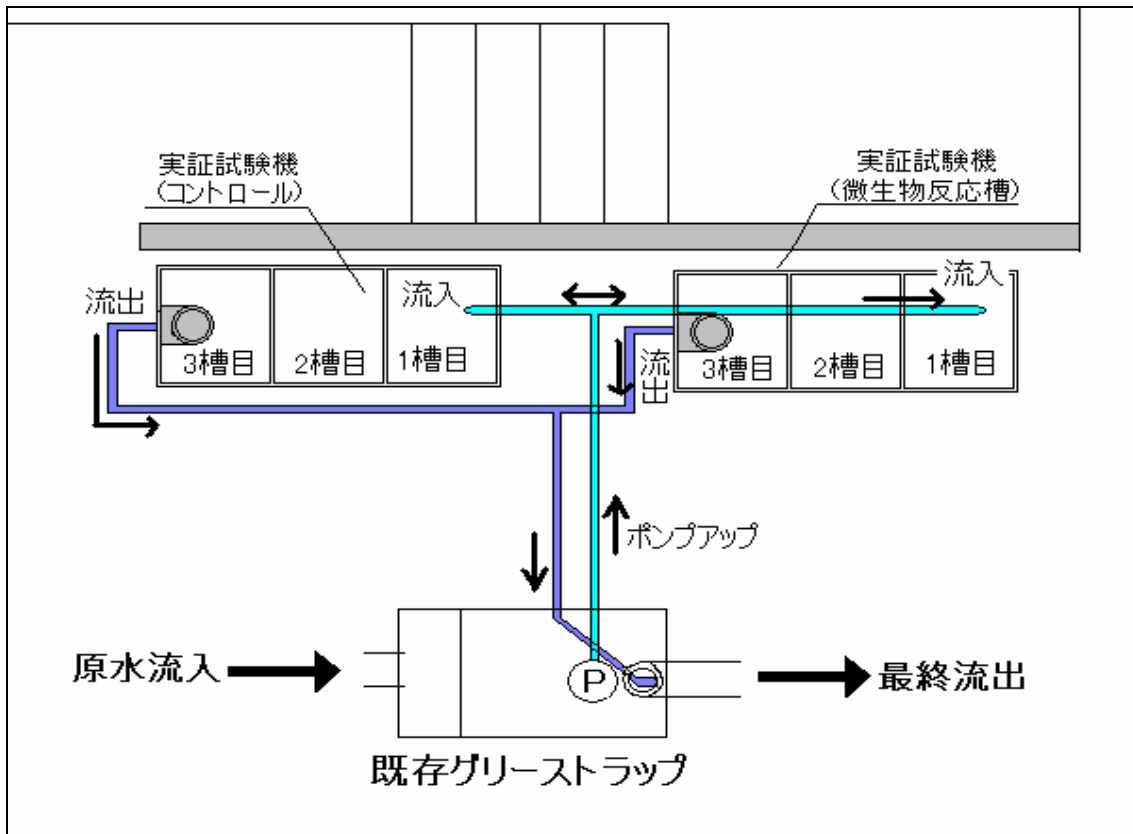 実証試験機
(コントロール)
実証試験機
(微生物反応槽)
流出
流入
3槽目
2槽目
1槽目
流入
流出
3槽目
2槽目
1槽目
ポンプアップ
原水流入
P
最終流出
既存グリーストラップ